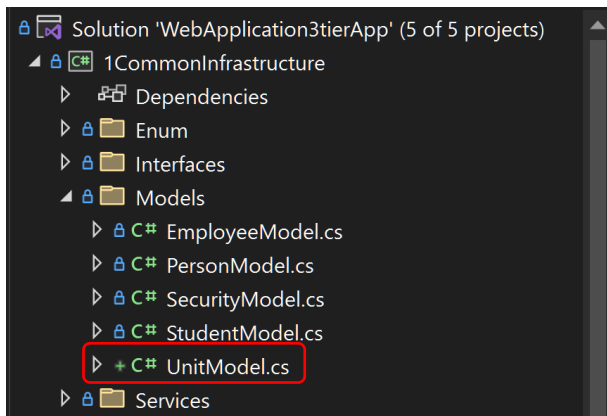 Solution 'WebApplication3tierApp' (5 of 5 projects)
C# 1CommonInfrastructure
Dependencies
Enum
Interfaces
Models
C# EmployeeModel.cs
C# PersonModel.cs
C# SecurityModel.cs
C# StudentModel.cs
+ C# UnitModel.cs
Services